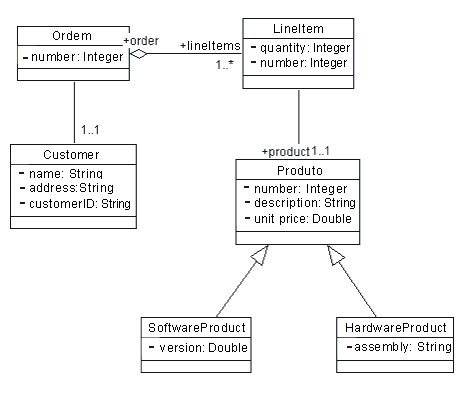 Ordem
- number: Integer
+order
+lineItems
1..*
LineItem
- quantity: Integer
- number: Integer
1..1
Customer
- name: String
- address:String
- customerID: String
+product 1..1
Produto
- number: Integer
- description: String
- unit price: Double
SoftwareProduct
- version: Double
HardwareProduct
- assembly: String